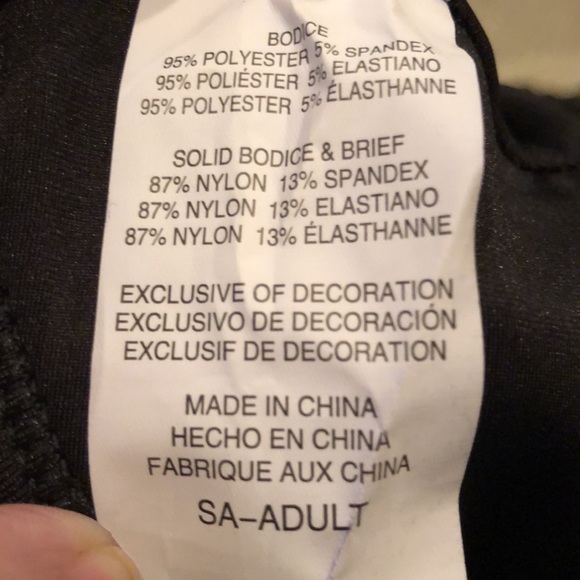 BODICE
95% POLYESTER 5% SPANDEX
95% POLIÉSTER 5% ELASTIANO
95% POLYESTER 5% ÉLASTHANNE
SOLID BODICE & BRIEF
87% NYLON 13% SPANDEX
87% NYLON 13% ELASTIANO
87% NYLON 13% ÉLASTHANNE
EXCLUSIVE OF DECORATION
EXCLUSIVO DE DECORACIÓN
EXCLUSIF DE DECORATION
MADE IN CHINA
HECHO EN CHINA
FABRIQUE AUX CHINA
SA-ADULT